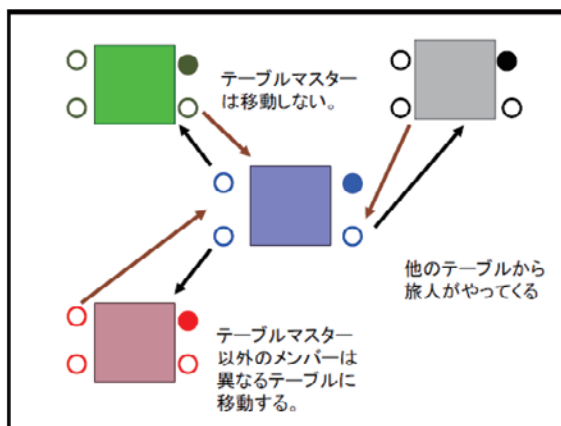 テーブルマスター
は移動しない。
他のテーブルから
旅人がやってくる
テーブルマスター
以外のメンバーは
異なるテーブルに
移動する。